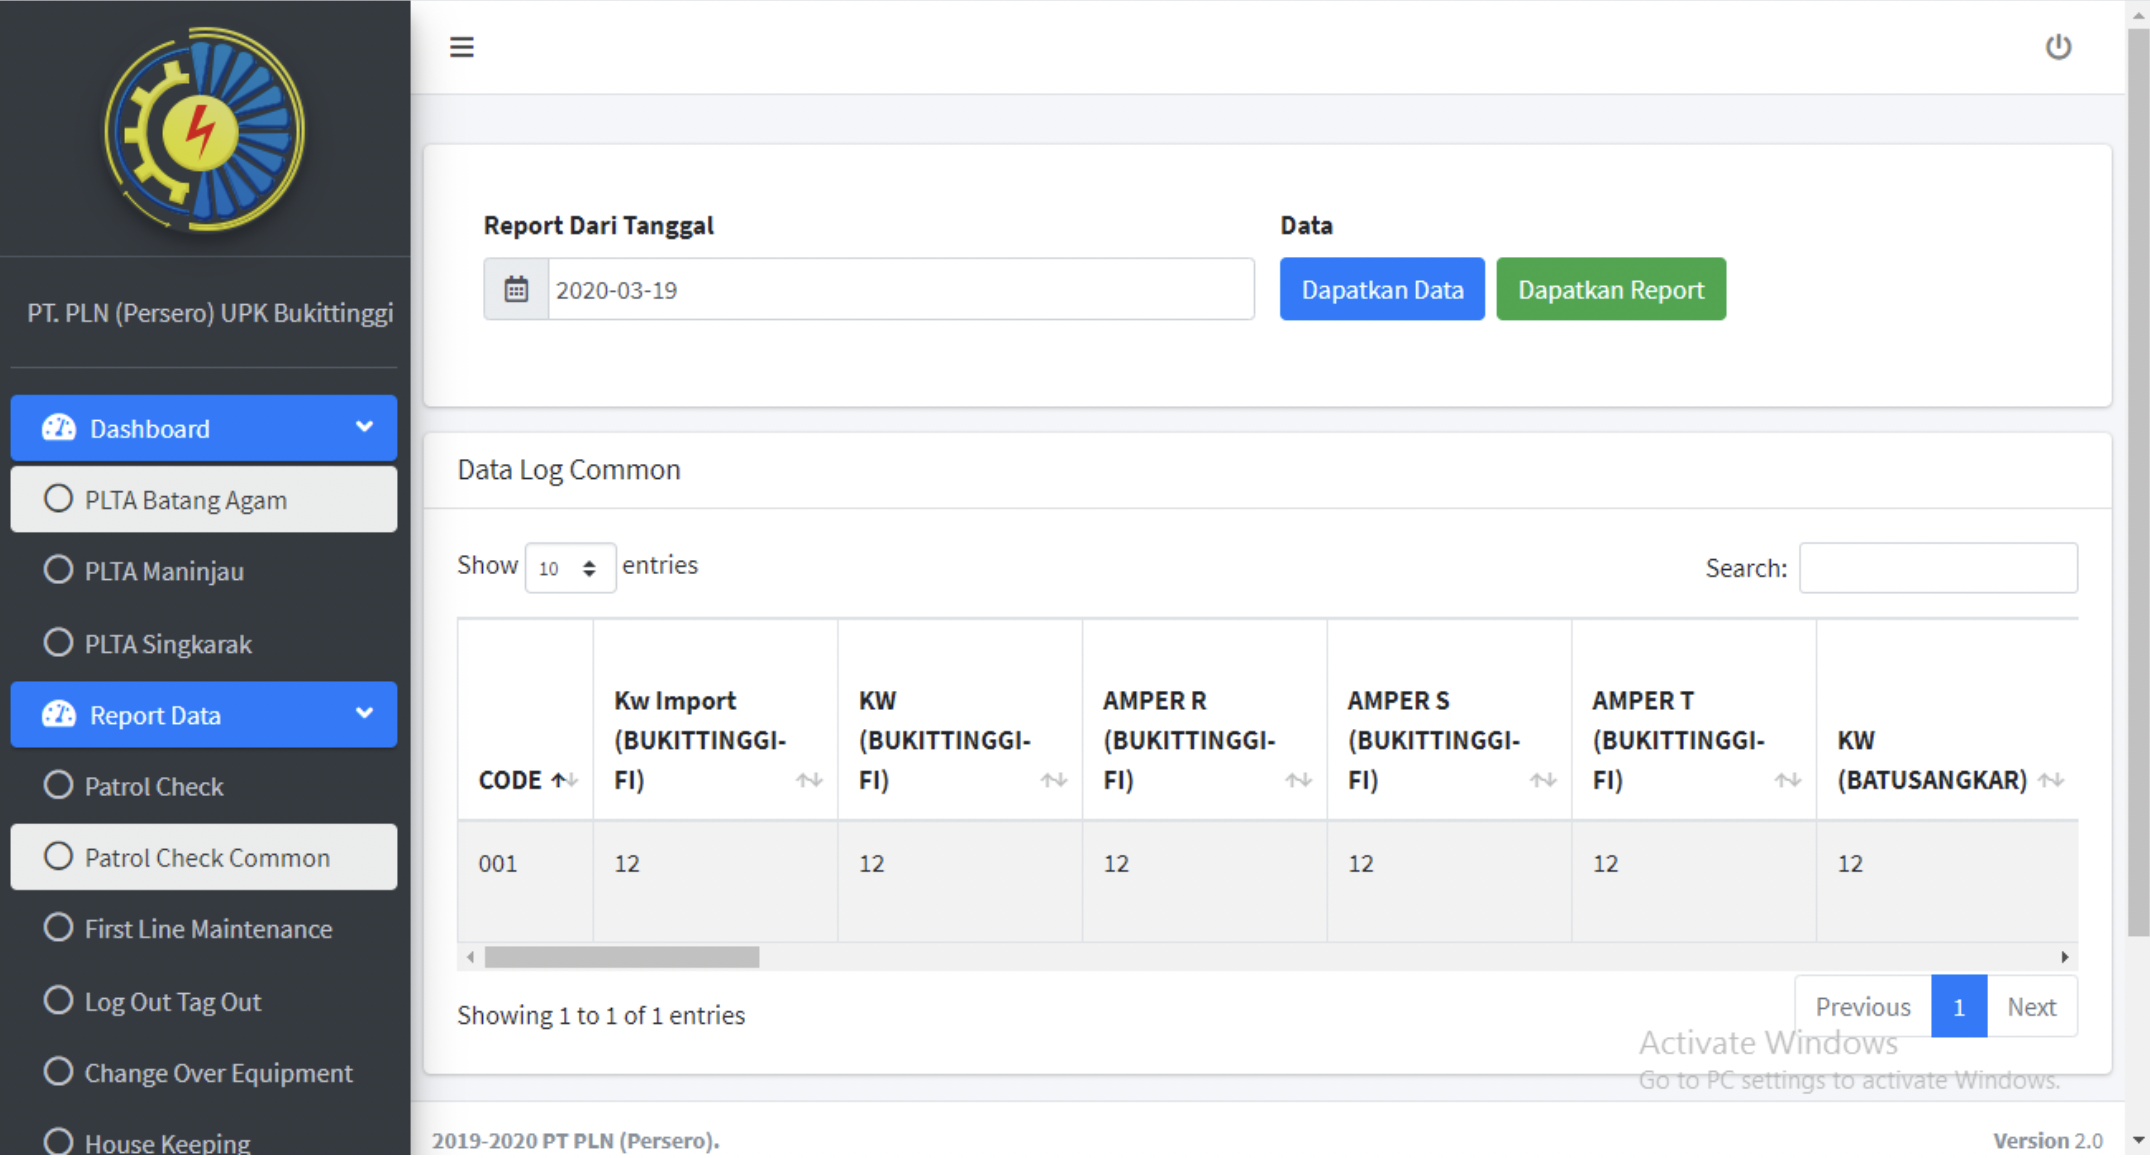 PT. PLN (Persero) UPK Bukittinggi
Dashboard
PLTA Batang Agam
PLTA Maninjau
PLTA Singkarak
Report Data
Patrol Check
Patrol Check Common
First Line Maintenance
Log Out Tag Out
Change Over Equipment
House Keeping
Report Dari Tanggal
2020-03-19
Data
Dapatkan Data
Dapatkan Report
Data Log Common
Show 10 entries
Search:
CODE
Kw Import
(BUKITTINGGI-
FI)
KW
(BUKITTINGGI-
FI)
AMPER R
(BUKITTINGGI-
FI)
AMPER S
(BUKITTINGGI-
FI)
AMPER T
(BUKITTINGGI-
FI)
KW
(BATUSANGKAR)
001 12 12 12 12 12 12
Showing 1 to 1 of 1 entries
Previous 1 Next
Activate Windows
Go to PC settings to activate Windows.
2019-2020 PT PLN (Persero).
Version 2.0